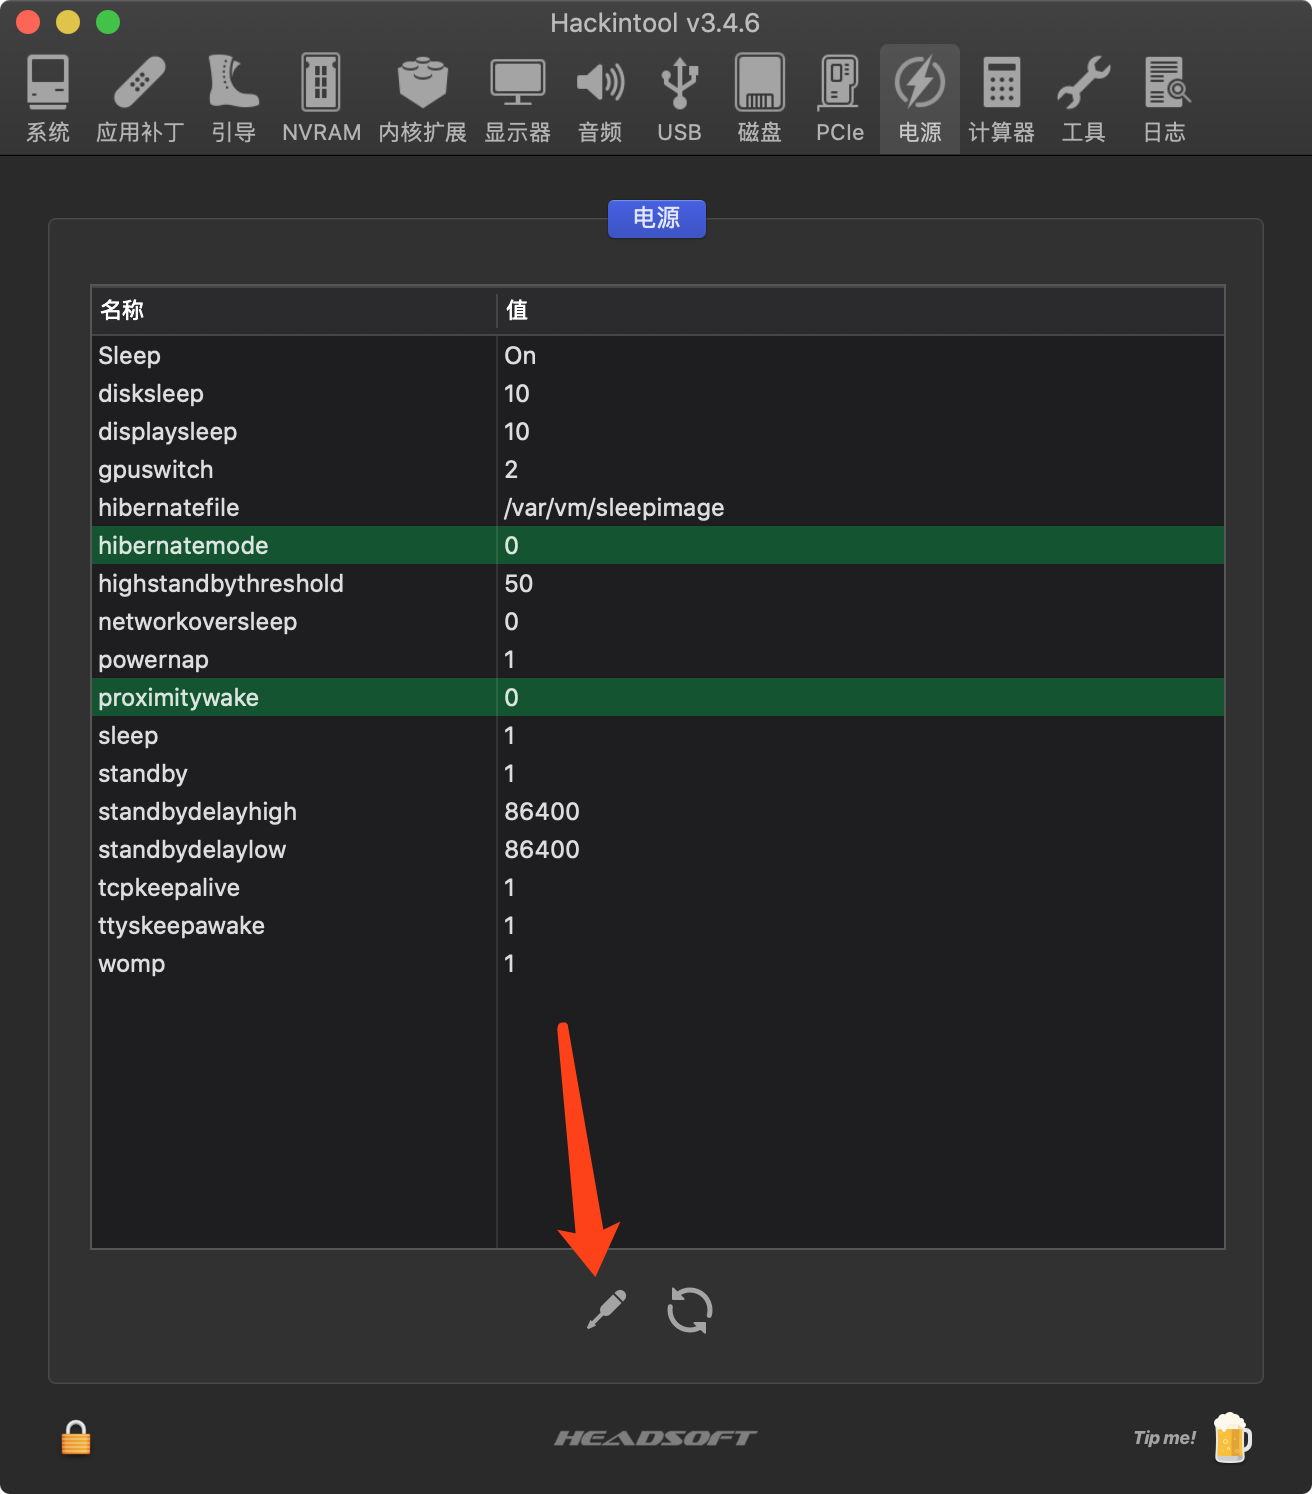 Hackintool v3.4.6
系统 应用补丁 引导 NVRAM 内核扩展 显示器 音频 USB 磁盘 PCIe 电源 计算器 工具 日志
电源
名称 值
Sleep On
disksleep 10
displaysleep 10
gpuswitch 2
hibernatefile /var/vm/sleepimage
hibernatemode 0
highstandbythreshold 50
networkoversleep 0
powernap 1
proximitywake 0
sleep 1
standby 1
standbydelayhigh 86400
standbydelaylow 86400
tcpkeepalive 1
ttyskeepawake 1
womp 1
HEADSOFT Tip me!